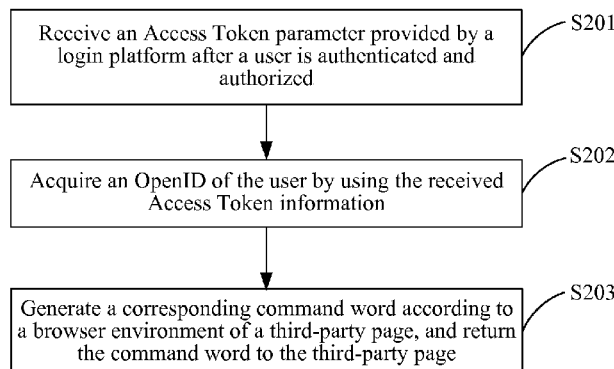 Receive an Access Token parameter provided by a
login platform after a user is authenticated and
authorized
S201
Acquire an OpenID of the user by using the received
Access Token information
S202
Generate a corresponding command word according to
a browser environment of a third-party page, and return
the command word to the third-party page
S203